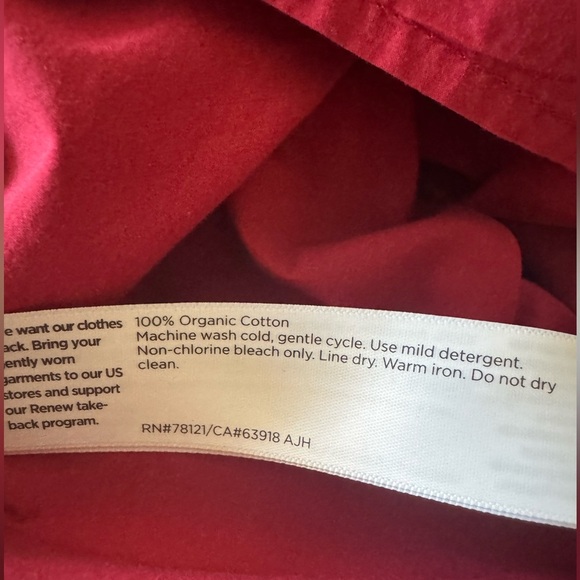 e want our clothes
ack. Bring your
ently worn
garments to our US
stores and support
our Renew take-
back program.
100% Organic Cotton
Machine wash cold, gentle cycle. Use mild detergent.
Non-chlorine bleach only. Line dry. Warm iron. Do not dry
clean.
RN#78121/CA#63918 AJH